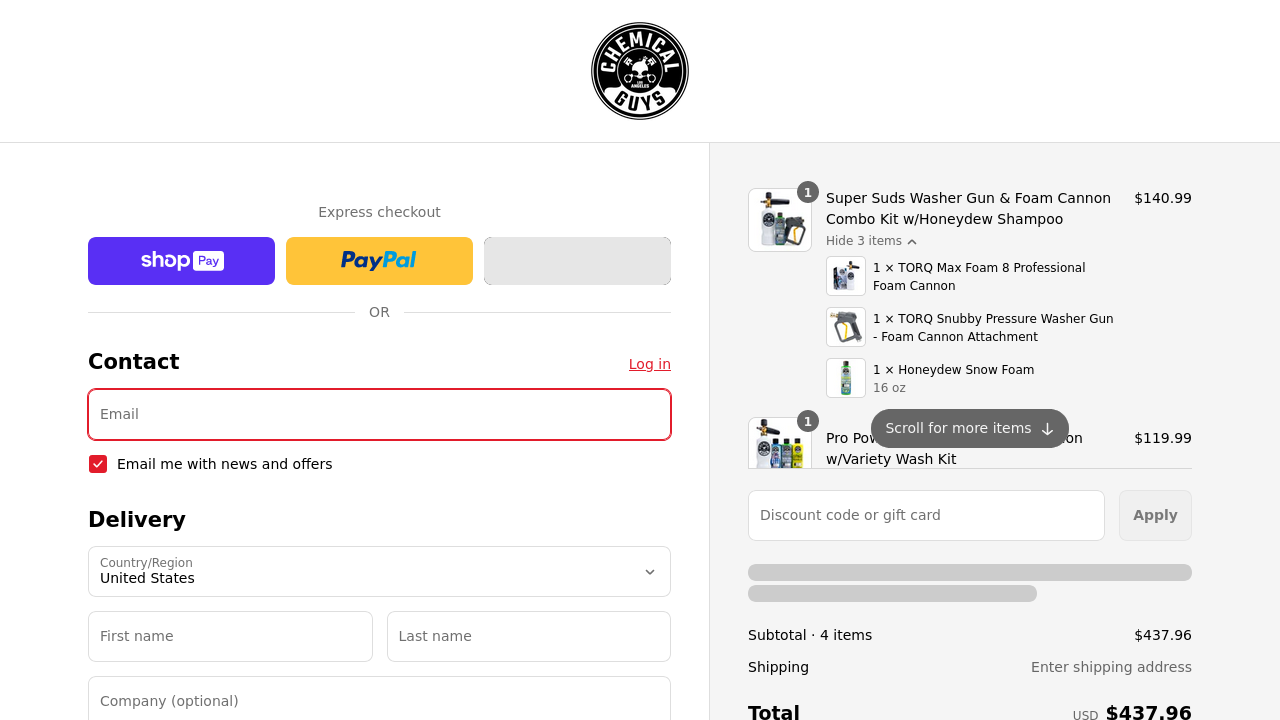 CHEMICAL
LOS
ANGELES
GUYS
Express checkout
shop Pay
PayPal
OR
Contact
Log in
Email
Email me with news and offers
Delivery
Country/Region
United States
First name
Last name
Company (optional)
1
Super Suds Washer Gun & Foam Cannon
Combo Kit w/Honeydew Shampoo
$140.99
Hide 3 items
1 × TORQ Max Foam 8 Professional
Foam Cannon
1 × TORQ Snubby Pressure Washer Gun
- Foam Cannon Attachment
1 × Honeydew Snow Foam
16 oz
Scroll for more items
1
Pro
w/Variety Wash Kit
$119.99
Discount code or gift card
Apply
Subtotal · 4 items
$437.96
Shipping
Enter shipping address
Total
USD $437.96